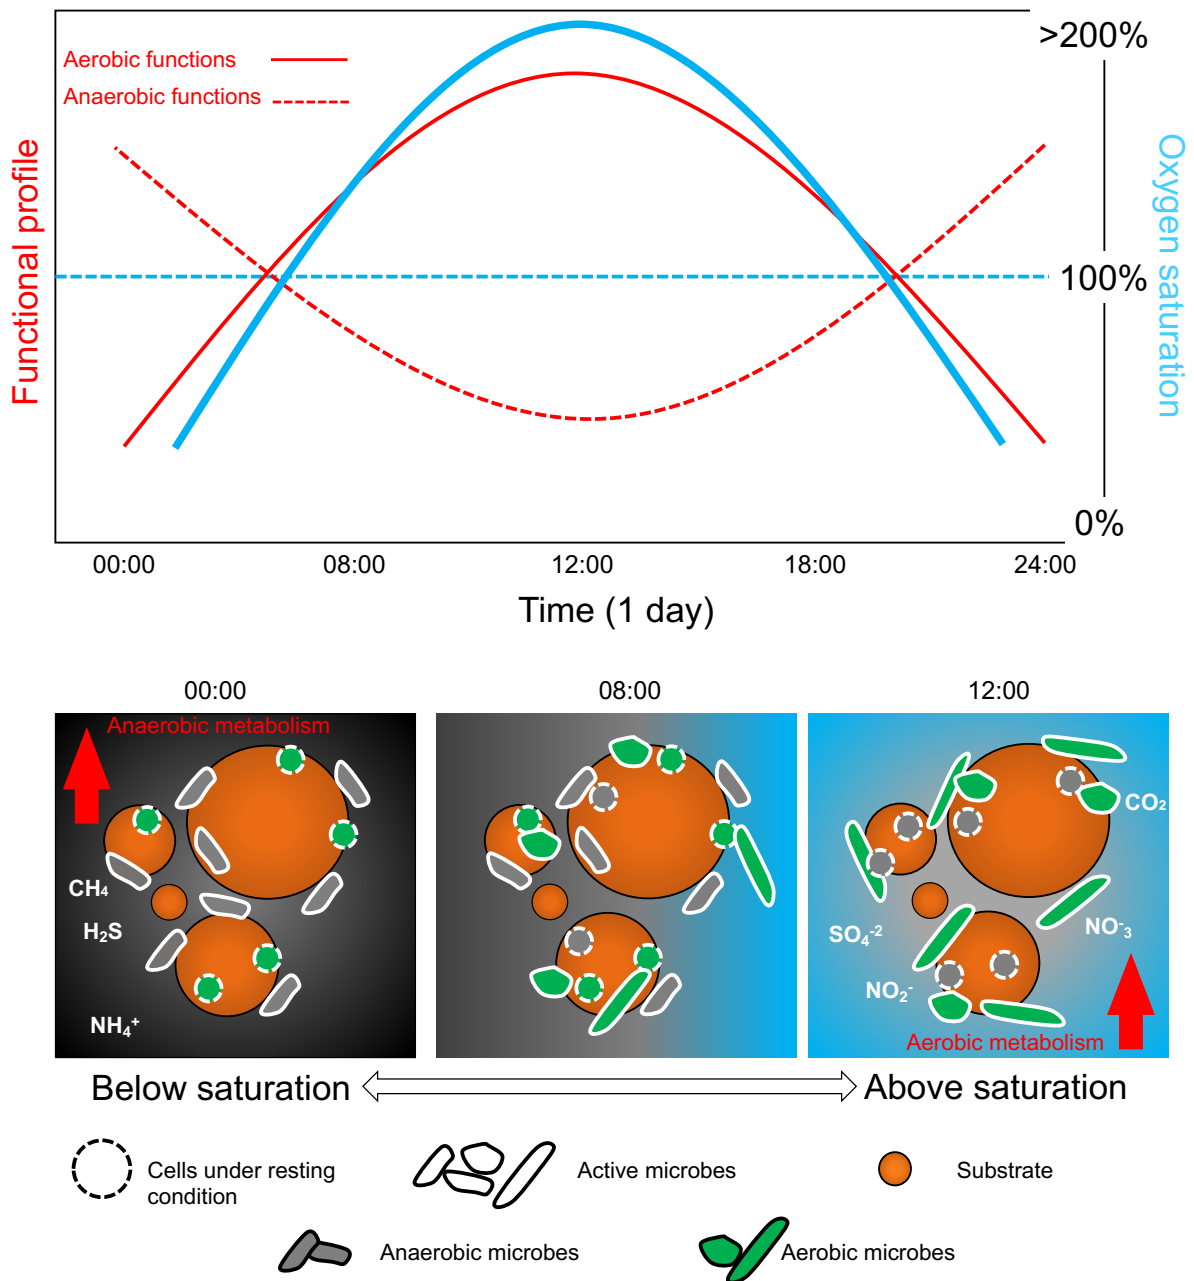 >200%
Aerobic functions
Anaerobic functions
Functional profile
Oxygen saturation
100%
0%
00:00 08:00 12:00 18:00 24:00
Time (1 day)
00:00 08:00 12:00
Anaerobic metabolism
CH₄
H₂S
NH₄⁺
CO₂
SO₄⁻²
NO⁻₃
NO₂⁻
Aerobic metabolism
Below saturation
Above saturation
Cells under resting
condition
Active microbes
Substrate
Anaerobic microbes
Aerobic microbes